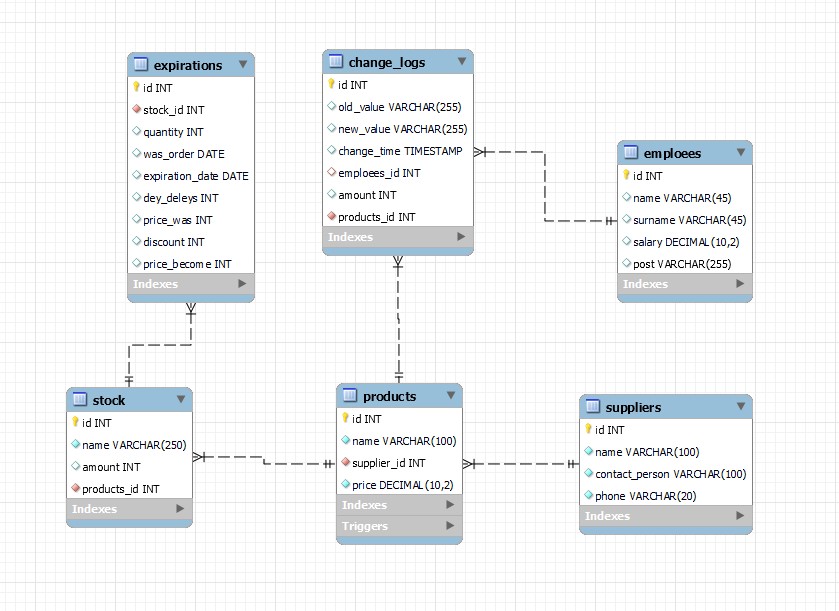 expirations
id INT
stock_id INT
quantity INT
was_order DATE
expiration_date DATE
dey_deleys INT
price_was INT
discount INT
price_become INT
Indexes
change_logs
id INT
old_value VARCHAR(255)
new_value VARCHAR(255)
change_time TIMESTAMP
emploees_id INT
amount INT
products_id INT
Indexes
emploees
id INT
name VARCHAR(45)
surname VARCHAR(45)
salary DECIMAL(10,2)
post VARCHAR(255)
Indexes
stock
id INT
name VARCHAR(250)
amount INT
products_id INT
Indexes
products
id INT
name VARCHAR(100)
supplier_id INT
price DECIMAL(10,2)
Indexes
Triggers
suppliers
id INT
name VARCHAR(100)
contact_person VARCHAR(100)
phone VARCHAR(20)
Indexes